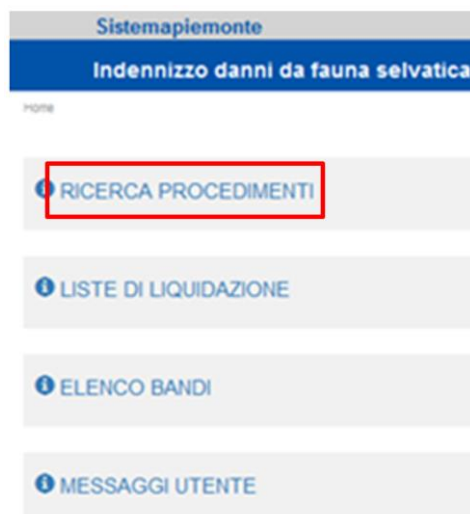 Sistemapiemonte
Indennizzo danni da fauna selvatica
Home
RICERCA PROCEDIMENTI
LISTE DI LIQUIDAZIONE
ELENCO BANDI
MESSAGGI UTENTE